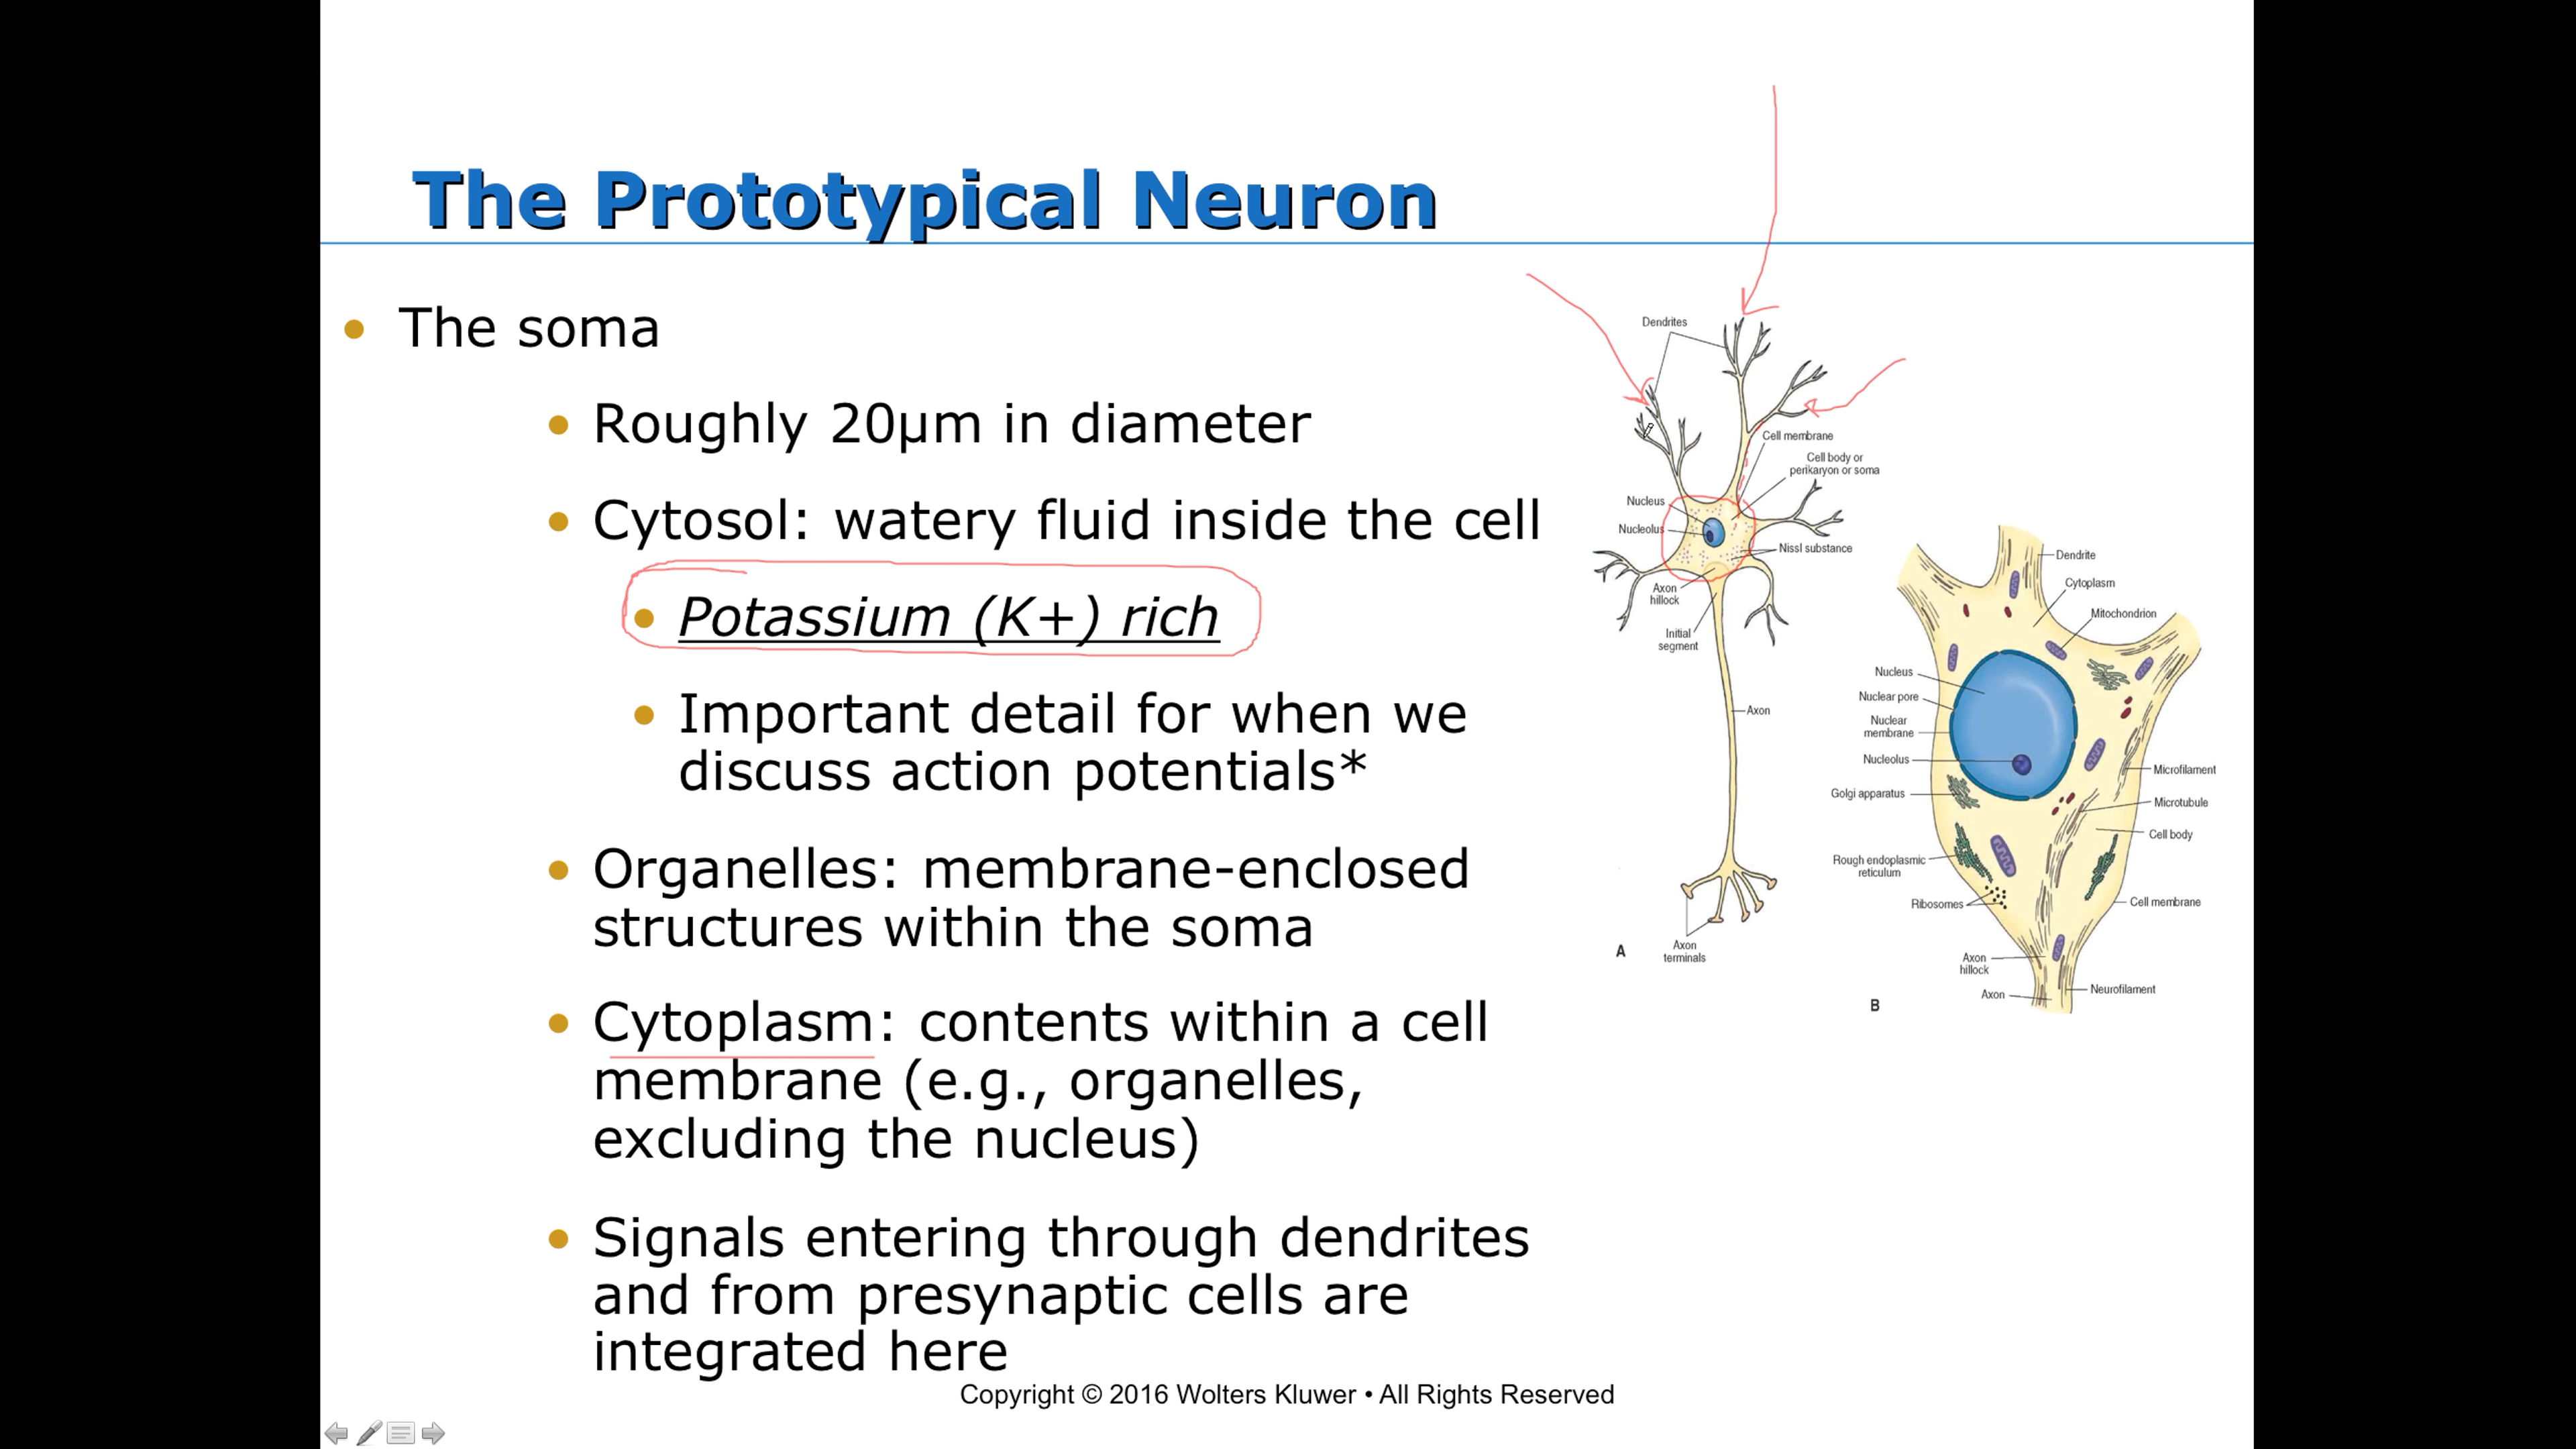 The Prototypical Neuron
The soma
Roughly 20µm in diameter
Cytosol: watery fluid inside the cell
Potassium (K+) rich
Important detail for when we
discuss action potentials*
Organelles: membrane-enclosed
structures within the soma
Cytoplasm: contents within a cell
membrane (e.g., organelles,
excluding the nucleus)
Signals entering through dendrites
and from presynaptic cells are
integrated here
Dendrites
Cell membrane
Cell body or
perikaryon or soma
Nucleus
Nucleolus
Nissl substance
Axon
hillock
Initial
segment
Axon
Axon
terminals
A
Dendrite
Cytoplasm
Mitochondrion
Nucleus
Nuclear pore
Nuclear
membrane
Nucleolus
Golgi apparatus
Microfilament
Microtubule
Cell body
Rough endoplasmic
reticulum
Ribosomes
Cell membrane
Axon
hillock
Axon
Neurofilament
B
Copyright © 2016 Wolters Kluwer • All Rights Reserved